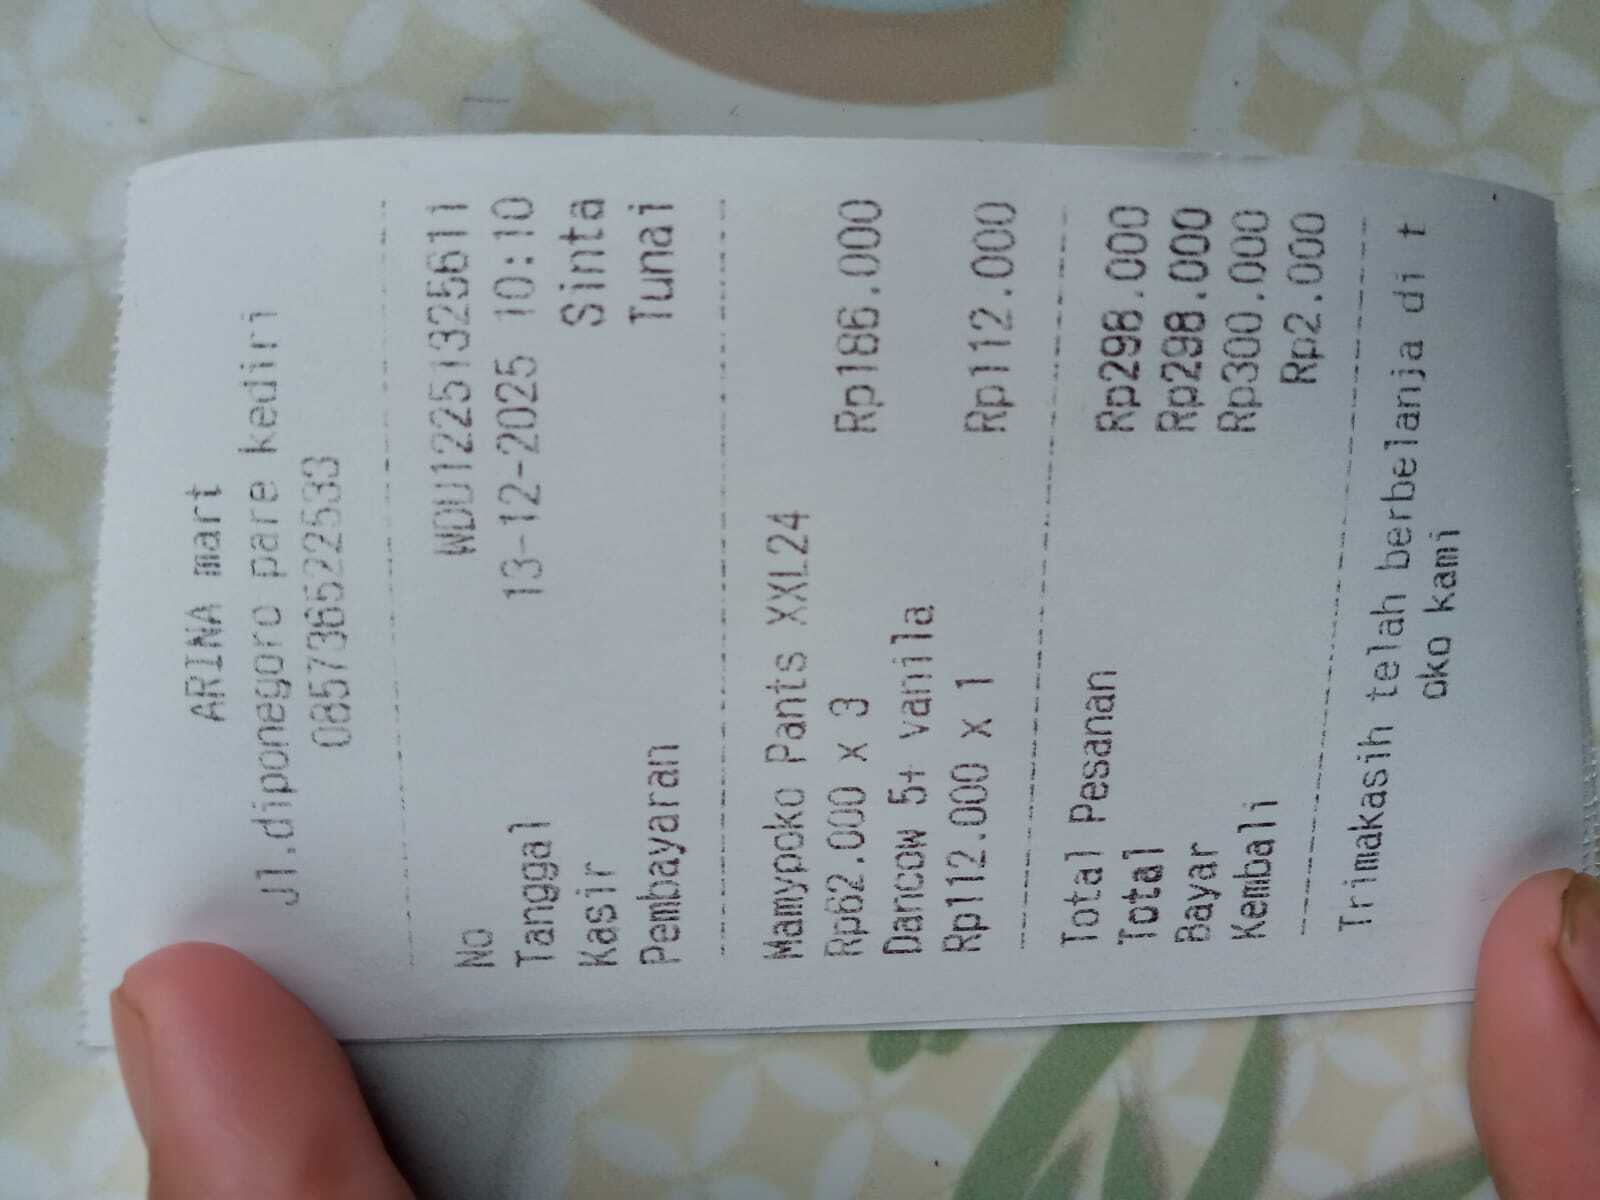 ARINA mart
Jl.diponegoro pare kediri
085736522533
No WDU12251325611
Tanggal 13-12-2025 10:10
Kasir Sinta
Pembayaran Tunai
Mamypoko Pants XXL24
Rp62.000 x 3 Rp186.000
Dancow 5+ vanila
Rp112.000 x 1 Rp112.000
Total Pesanan Rp298.000
Total Rp298.000
Bayar Rp300.000
Kembali Rp2.000
Trimakasih telah berbelanja di t
oko kami